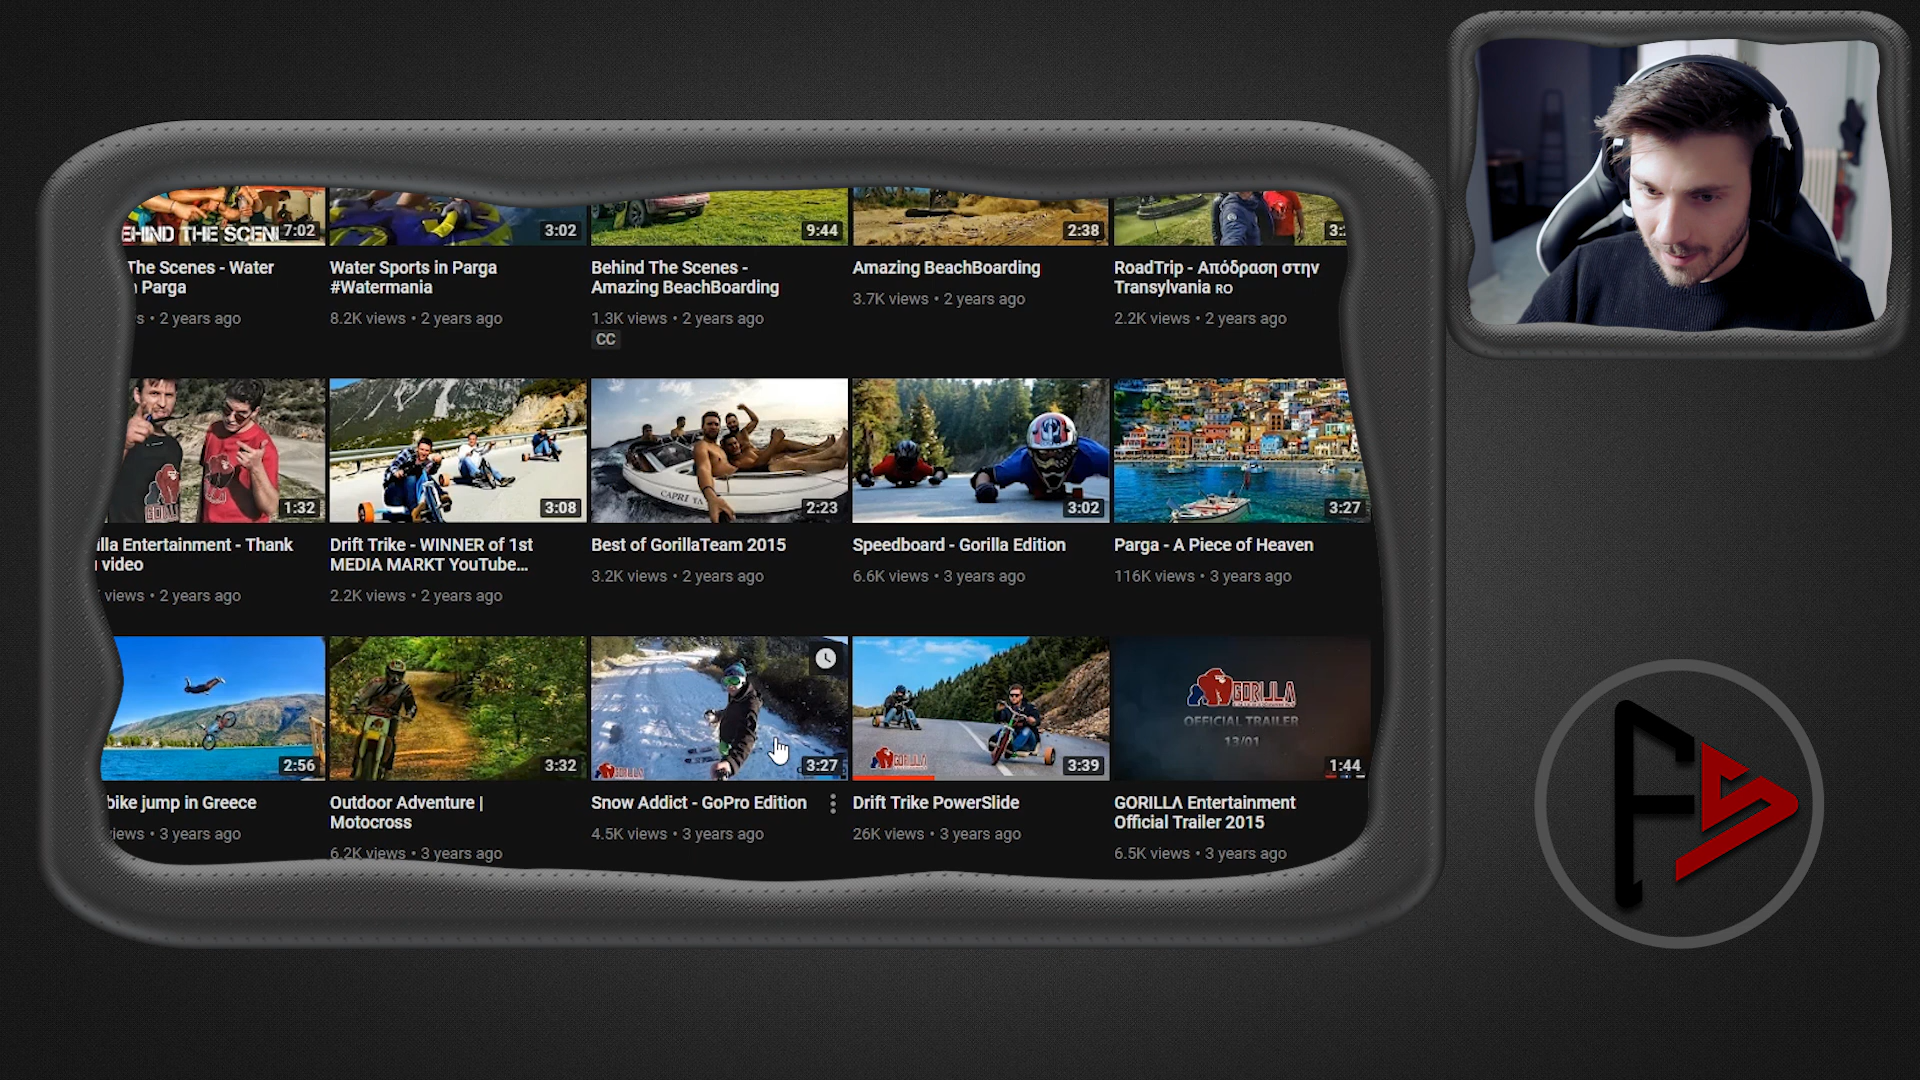 EHIND THE SCEN
7:02
3:02
9:44
2:38
3:
The Scenes - Water
Parga
2 years ago
Water Sports in Parga
#Watermania
8.2K views • 2 years ago
Behind The Scenes -
Amazing BeachBoarding
1.3K views • 2 years ago
CC
Amazing BeachBoarding
3.7K views • 2 years ago
RoadTrip - Απόδραση στην
Transylvania RO
2.2K views • 2 years ago
1:32
3:08
CAPRI
2:23
3:02
3:27
illa Entertainment - Thank
video
views • 2 years ago
Drift Trike - WINNER of 1st
MEDIA MARKT YouTube...
2.2K views • 2 years ago
Best of GorillaTeam 2015
3.2K views • 2 years ago
Speedboard - Gorilla Edition
6.6K views • 3 years ago
Parga - A Piece of Heaven
116K views • 3 years ago
2:56
3:32
GORILLA
3:27
GORILLA
3:39
GORILLA
OFFICIAL TRAILER
13/01
1:44
bike jump in Greece
iews • 3 years ago
Outdoor Adventure |
Motocross
6.2K views • 3 years ago
Snow Addict - GoPro Edition
4.5K views • 3 years ago
Drift Trike PowerSlide
26K views • 3 years ago
GORILLΛ Entertainment
Official Trailer 2015
6.5K views • 3 years ago